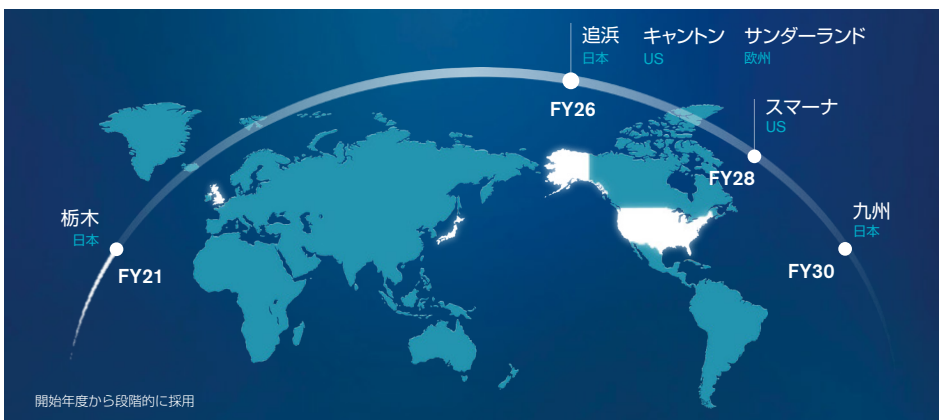 追浜 キャントン サンダーランド
日本 US 欧州
FY26
スマーナ
US
FY28
栃木
日本
FY21
九州
日本
FY30
開始年度から段階的に採用